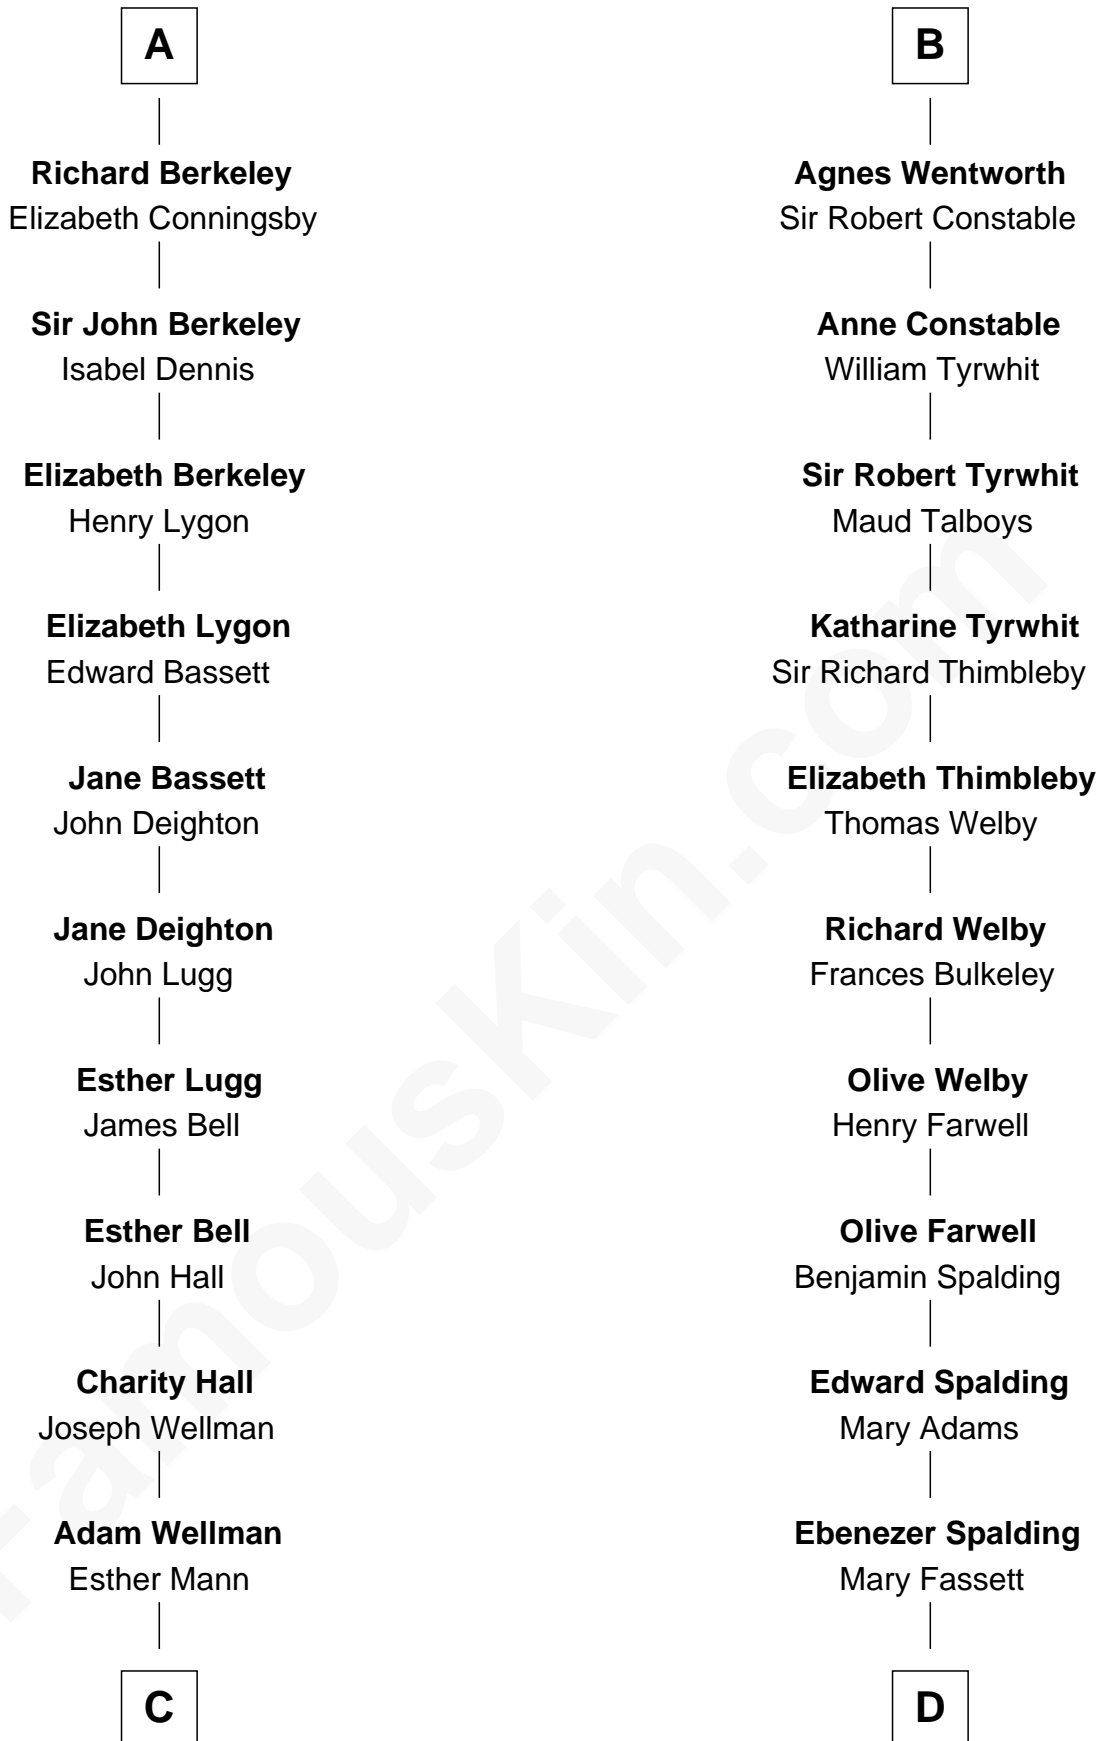 A
Richard Berkeley
Elizabeth Conningsby
Sir John Berkeley
Isabel Dennis
Elizabeth Berkeley
Henry Lygon
Elizabeth Lygon
Edward Bassett
Jane Bassett
John Deighton
Jane Deighton
John Lugg
Esther Lugg
James Bell
Esther Bell
John Hall
Charity Hall
Joseph Wellman
Adam Wellman
Esther Mann
C
B
Agnes Wentworth
Sir Robert Constable
Anne Constable
William Tyrwhit
Sir Robert Tyrwhit
Maud Talboys
Katharine Tyrwhit
Sir Richard Thimbleby
Elizabeth Thimbleby
Thomas Welby
Richard Welby
Frances Bulkeley
Olive Welby
Henry Farwell
Olive Farwell
Benjamin Spalding
Edward Spalding
Mary Adams
Ebenezer Spalding
Mary Fassett
D
FamousKin.com